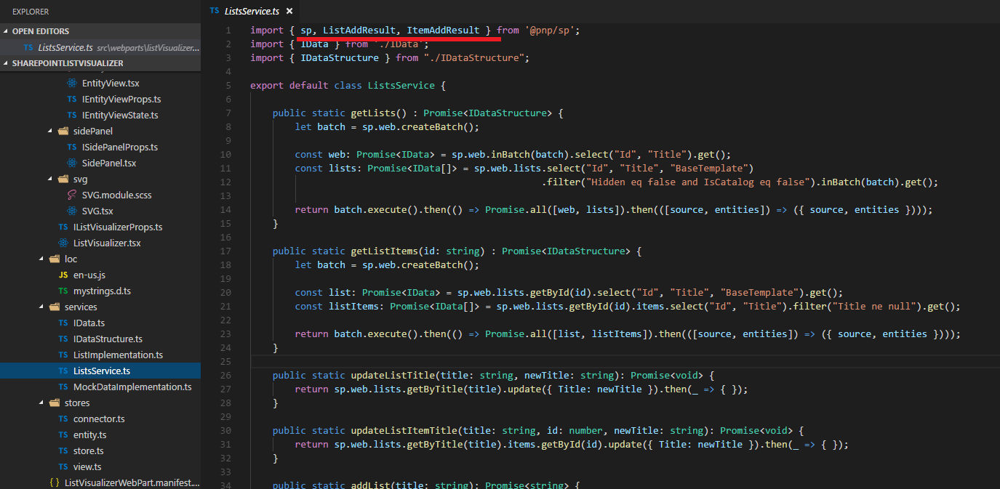 EXPLORER
OPEN EDITORS
TS ListsService.ts src\webparts\listVisualizer...
SHAREPOINTLISTVISUALIZER
EntityView.tsx
TS IEntityViewProps.ts
TS IEntityViewState.ts
sidePanel
TS ISidePanelProps.ts
SidePanel.tsx
svg
SVG.module.scss
SVG.tsx
TS IListVisualizerProps.ts
ListVisualizer.tsx
loc
JS en-us.js
TS mystrings.d.ts
services
TS IData.ts
TS IDataStructure.ts
TS ListImplementation.ts
TS ListsService.ts
TS MockDataImplementation.ts
stores
TS connector.ts
TS entity.ts
TS store.ts
TS view.ts
{ } ListVisualizerWebPart.manifest....
TS ListsService.ts ×
1 import { sp, ListAddResult, ItemAddResult } from '@pnp/sp';
2 import { IData } from './IData';
3 import { IDataStructure } from "./IDataStructure";
4
5 export default class ListsService {
6
7 public static getLists() : Promise<IDataStructure> {
8 let batch = sp.web.createBatch();
9
10 const web: Promise<IData> = sp.web.inBatch(batch).select("Id", "Title").get();
11 const lists: Promise<IData[]> = sp.web.lists.select("Id", "Title", "BaseTemplate")
12 .filter("Hidden eq false and IsCatalog eq false").inBatch(batch).get();
13
14 return batch.execute().then(() => Promise.all([web, lists]).then(([source, entities]) => ({ source, entities })));
15 }
16
17 public static getListItems(id: string) : Promise<IDataStructure> {
18 let batch = sp.web.createBatch();
19
20 const list: Promise<IData> = sp.web.lists.getById(id).select("Id", "Title", "BaseTemplate").get();
21 const listItems: Promise<IData[]> = sp.web.lists.getById(id).items.select("Id", "Title").filter("Title ne null").get();
22
23 return batch.execute().then(() => Promise.all([list, listItems]).then(([source, entities]) => ({ source, entities })));
24 }
25
26 public static updateListTitle(title: string, newTitle: string): Promise<void> {
27 return sp.web.lists.getByTitle(title).update({ Title: newTitle }).then(_ => { });
28 }
29
30 public static updateListItemTitle(title: string, id: number, newTitle: string): Promise<void> {
31 return sp.web.lists.getByTitle(title).items.getById(id).update({ Title: newTitle }).then(_ => { });
32 }
33
34 public static addList(title: string): Promise<string> {